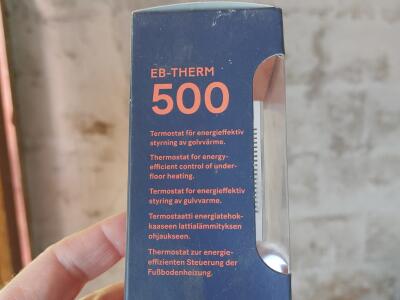 EB-THERM
500
Termostat för energieffektiv
styrning av golvvärme.
Thermostat for energy-
efficient control of under-
floor heating.
Termostat for energieffektiv
styring av gulvvarme.
Termostaatti energiatehok-
kaaseen lattialämmityksen
ohjaukseen.
Thermostat zur energie-
effizienten Steuerung der
Fußbodenheizung.